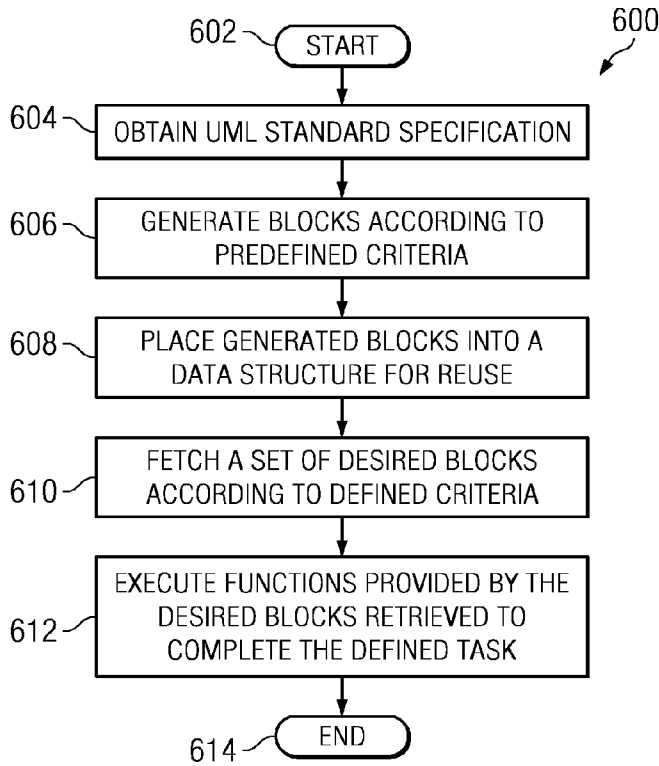 600
602
START
604
OBTAIN UML STANDARD SPECIFICATION
606
GENERATE BLOCKS ACCORDING TO
PREDEFINED CRITERIA
608
PLACE GENERATED BLOCKS INTO A
DATA STRUCTURE FOR REUSE
610
FETCH A SET OF DESIRED BLOCKS
ACCORDING TO DEFINED CRITERIA
612
EXECUTE FUNCTIONS PROVIDED BY THE
DESIRED BLOCKS RETRIEVED TO
COMPLETE THE DEFINED TASK
614
END